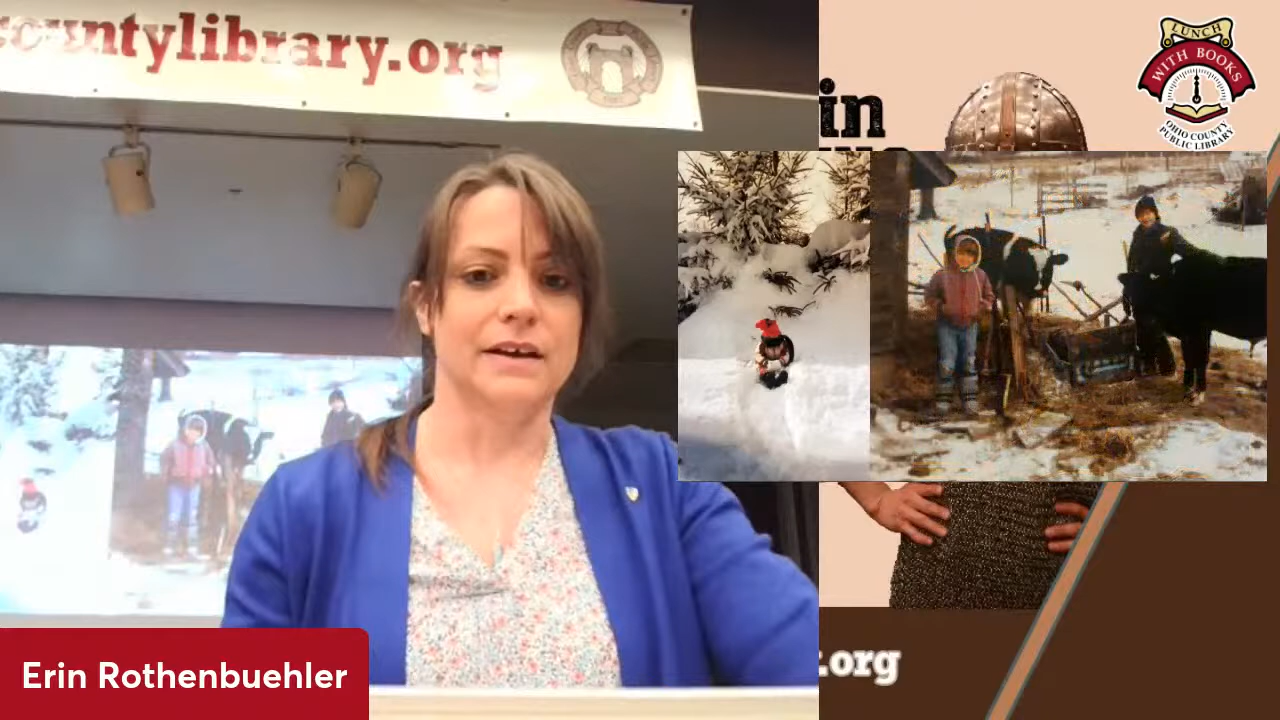 countylibrary.org
LUNCH
WITH BOOKS
OHIO COUNTY
PUBLIC LIBRARY
in
.org
Erin Rothenbuehler